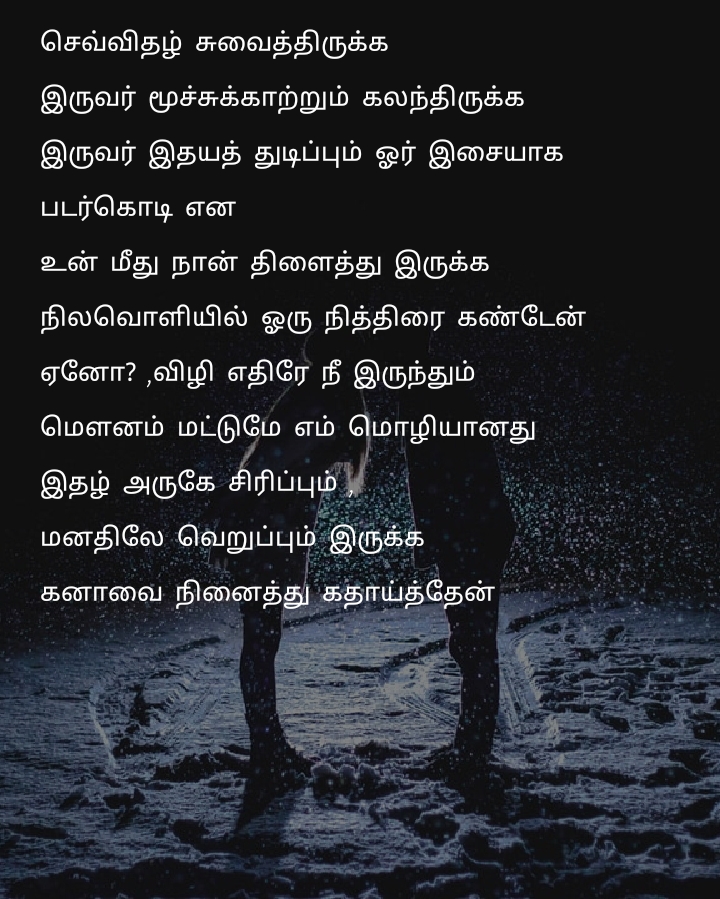 செவ்விதழ் சுவைத்திருக்க
இருவர் மூச்சுக்காற்றும் கலந்திருக்க
இருவர் இதயத் துடிப்பும் ஓர் இசையாக
படர்கொடி என
உன் மீது நான் திளைத்து இருக்க
நிலவொளியில் ஓரு நித்திரை கண்டேன்
ஏனோ? ,விழி எதிரே நீ இருந்தும்
மௌனம் மட்டுமே எம் மொழியானது
இதழ் அருகே சிரிப்பும் ,
மனதிலே வெறுப்பும் இருக்க
கனாவை நினைத்து கதாய்த்தேன்